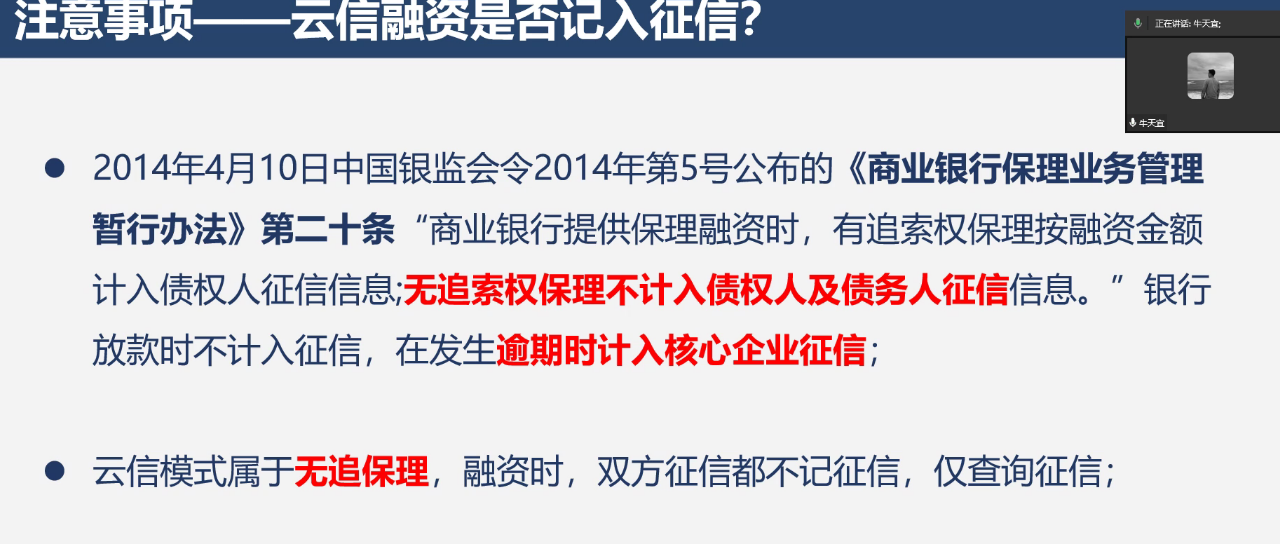 注意事项——云信融资是否记入征信？
正在讲话: 牛天宜;
牛天宜
● 2014年4月10日中国银监会令2014年第5号公布的《商业银行保理业务管理
暂行办法》第二十条“商业银行提供保理融资时，有追索权保理按融资金额
计入债权人征信信息;无追索权保理不计入债权人及债务人征信信息。”银行
放款时不计入征信，在发生逾期时计入核心企业征信；
● 云信模式属于无追保理，融资时，双方征信都不记征信，仅查询征信；